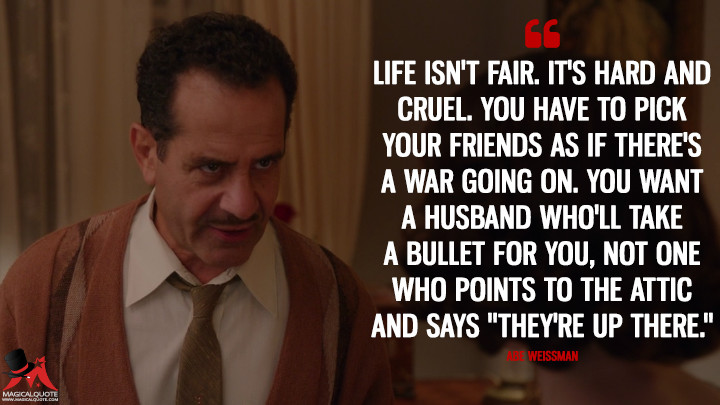 LIFE ISN'T FAIR. IT'S HARD AND
CRUEL. YOU HAVE TO PICK
YOUR FRIENDS AS IF THERE'S
A WAR GOING ON. YOU WANT
A HUSBAND WHO'LL TAKE
A BULLET FOR YOU, NOT ONE
WHO POINTS TO THE ATTIC
AND SAYS "THEY'RE UP THERE."
ABE WEISSMAN
MAGICALQUOTE
WWW.MAGICALQUOTE.COM